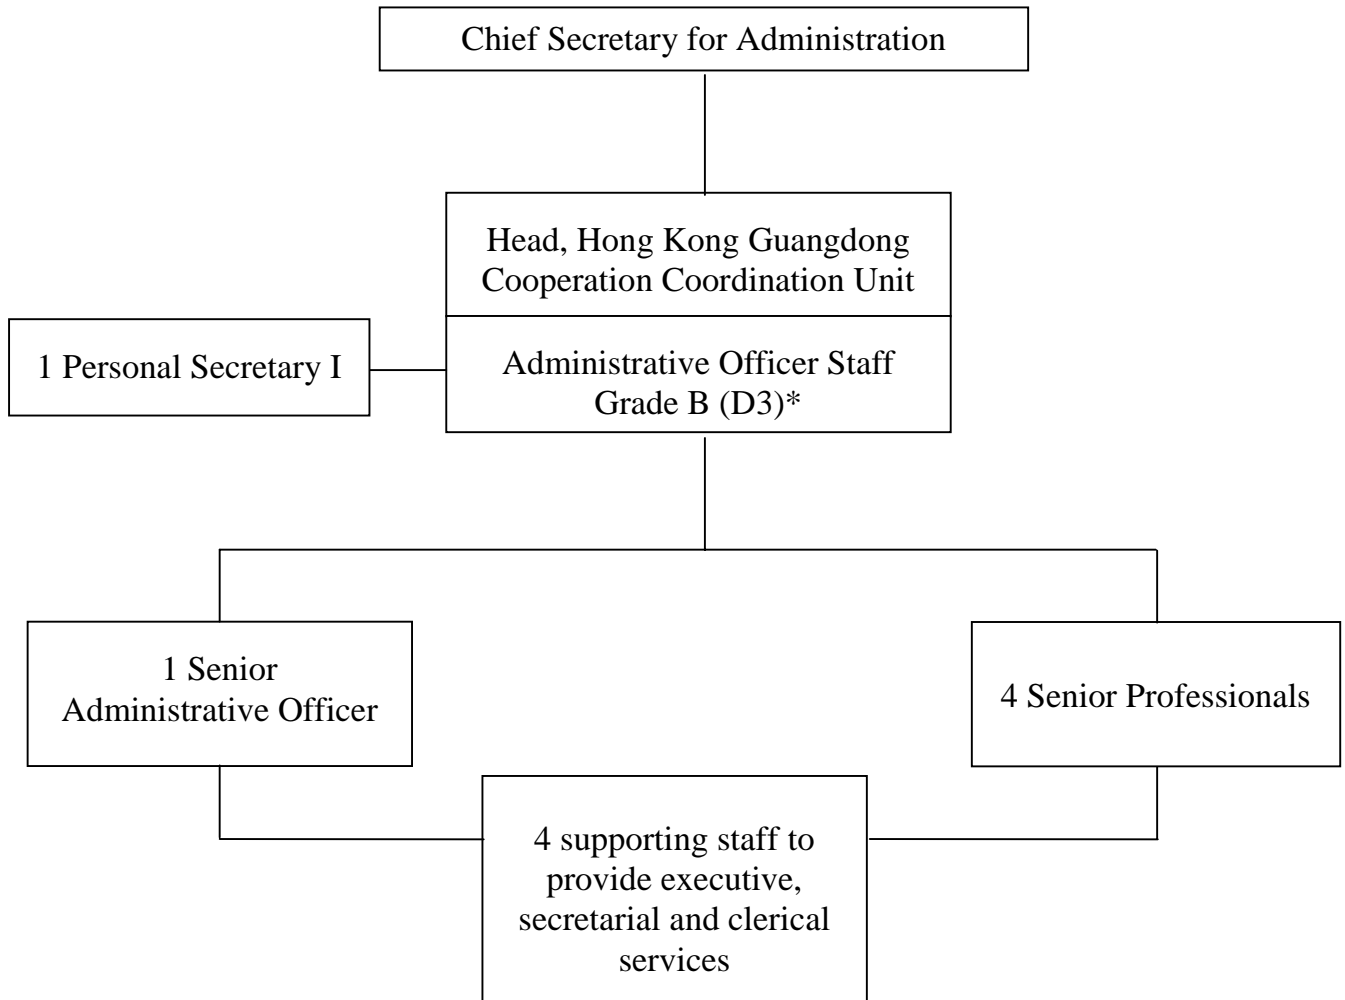 Chief Secretary for Administration
Head, Hong Kong Guangdong
Cooperation Coordination Unit
1 Personal Secretary I
Administrative Officer Staff
Grade B (D3)*
1 Senior
Administrative Officer
4 Senior Professionals
4 supporting staff to
provide executive,
secretarial and clerical
services